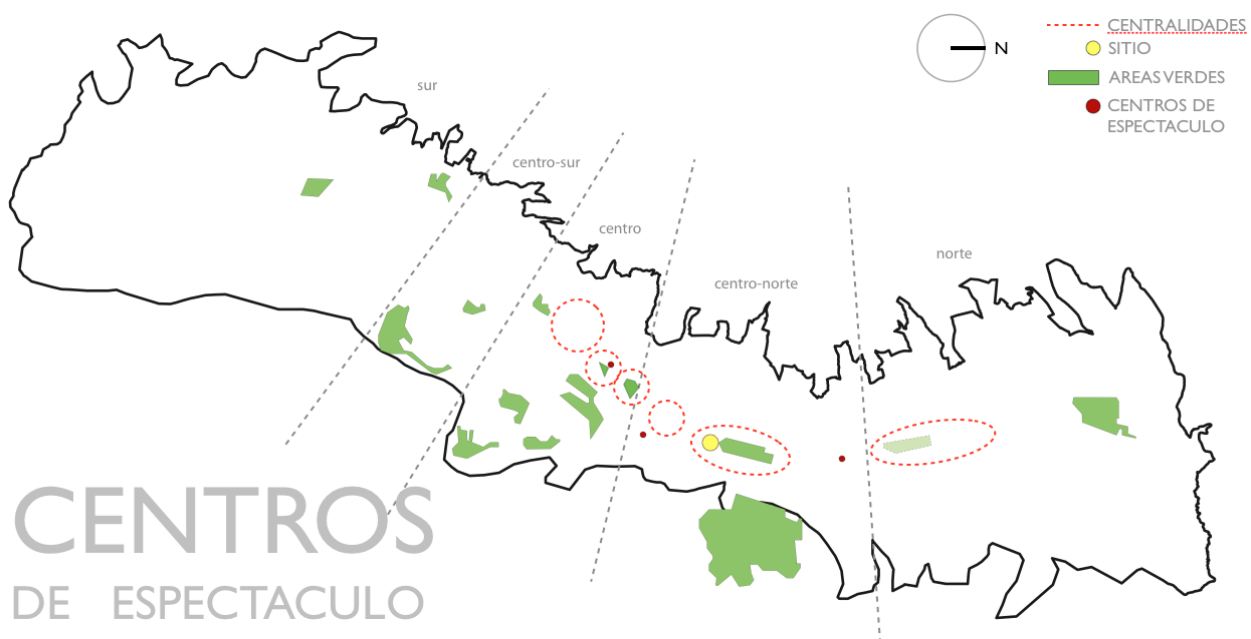 N
CENTRALIDADES
SITIO
AREAS VERDES
CENTROS DE
ESPECTACULO
sur
centro-sur
centro
centro-norte
norte
CENTROS
DE ESPECTACULO